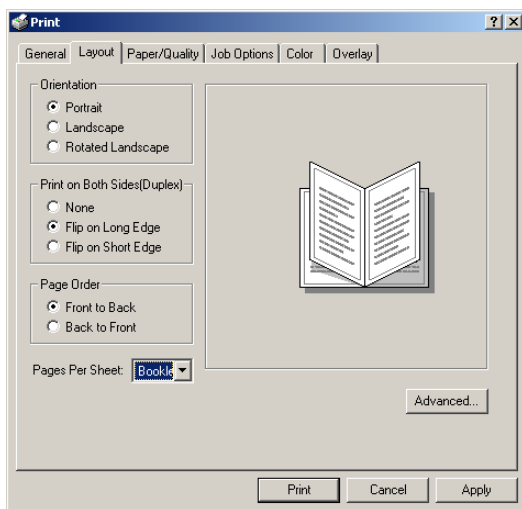 Print
General Layout Paper/Quality Job Options Color Overlay
Orientation
Portrait
Landscape
Rotated Landscape
Print on Both Sides(Duplex)
None
Flip on Long Edge
Flip on Short Edge
Page Order
Front to Back
Back to Front
Pages Per Sheet: Bookle
Advanced...
Print Cancel Apply